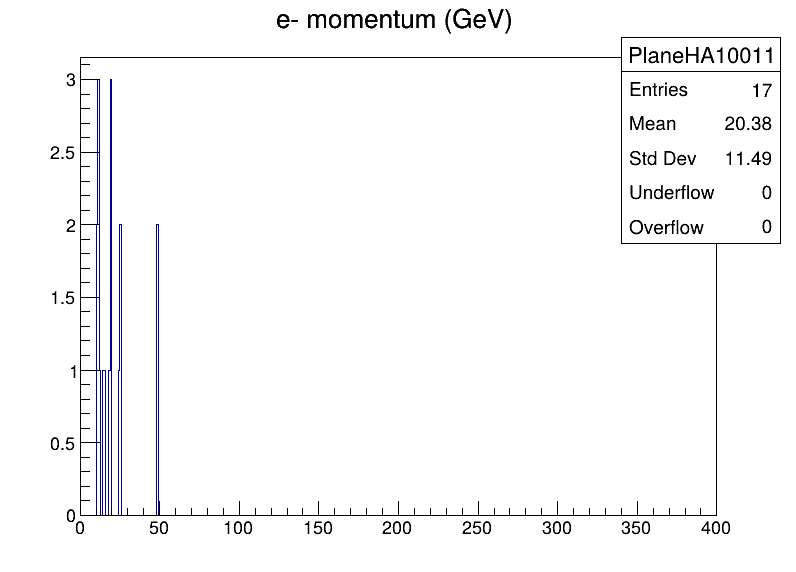 e- momentum (GeV)
PlaneHA10011
Entries 17
Mean 20.38
Std Dev 11.49
Underflow 0
Overflow 0
3
2.5
2
1.5
1
0.5
0
0 50 100 150 200 250 300 350 400